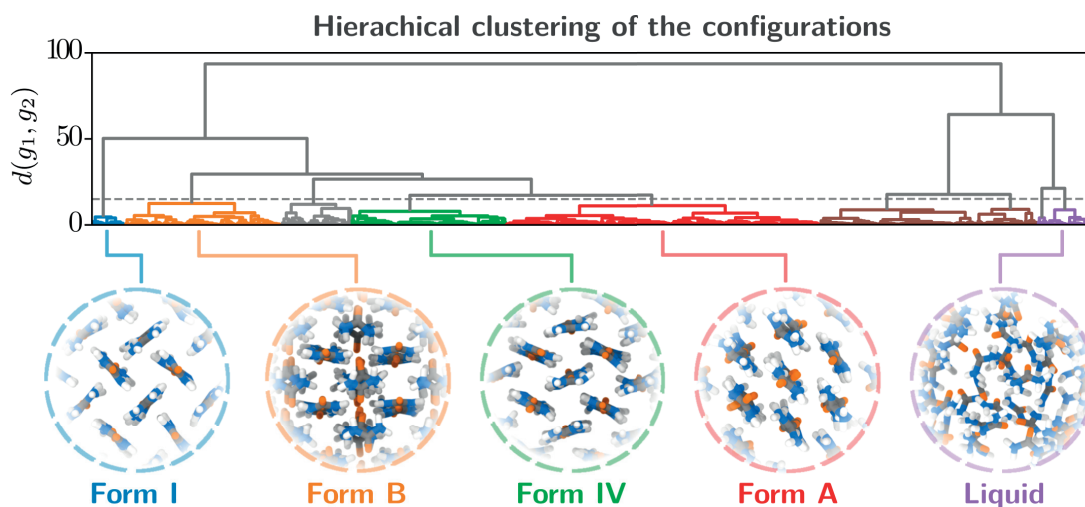 Hierachical clustering of the configurations
100
50
0
d(g₁, g₂)
Form I
Form B
Form IV
Form A
Liquid